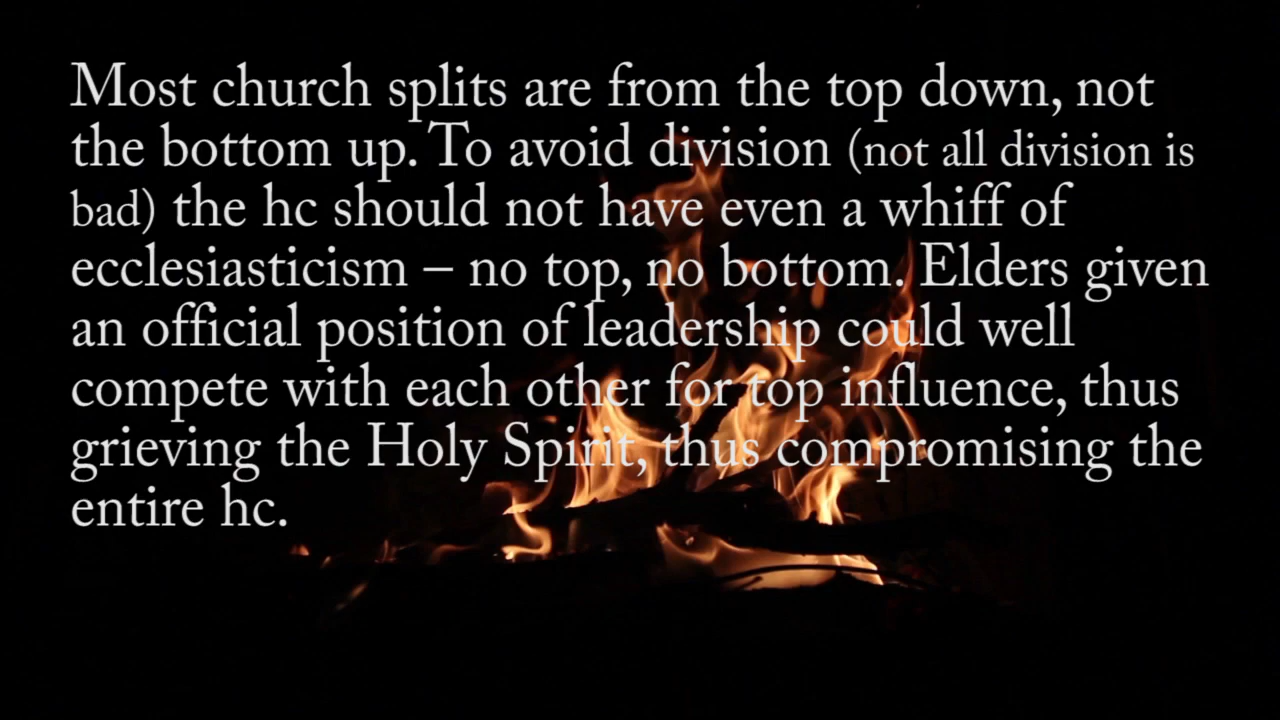 Most church splits are from the top down, not
the bottom up. To avoid division (not all division is
bad) the hc should not have even a whiff of
ecclesiasticism – no top, no bottom. Elders given
an official position of leadership could well
compete with each other for top influence, thus
grieving the Holy Spirit, thus compromising the
entire hc.